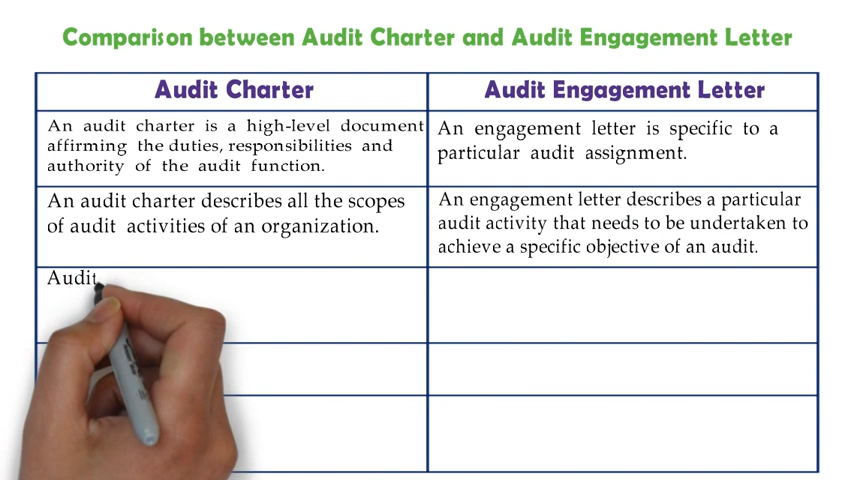 Comparison between Audit Charter and Audit Engagement Letter
Audit Charter
Audit Engagement Letter
An audit charter is a high-level document
affirming the duties, responsibilities and
authority of the audit function.
An engagement letter is specific to a
particular audit assignment.
An audit charter describes all the scopes
of audit activities of an organization.
An engagement letter describes a particular
audit activity that needs to be undertaken to
achieve a specific objective of an audit.
Audit